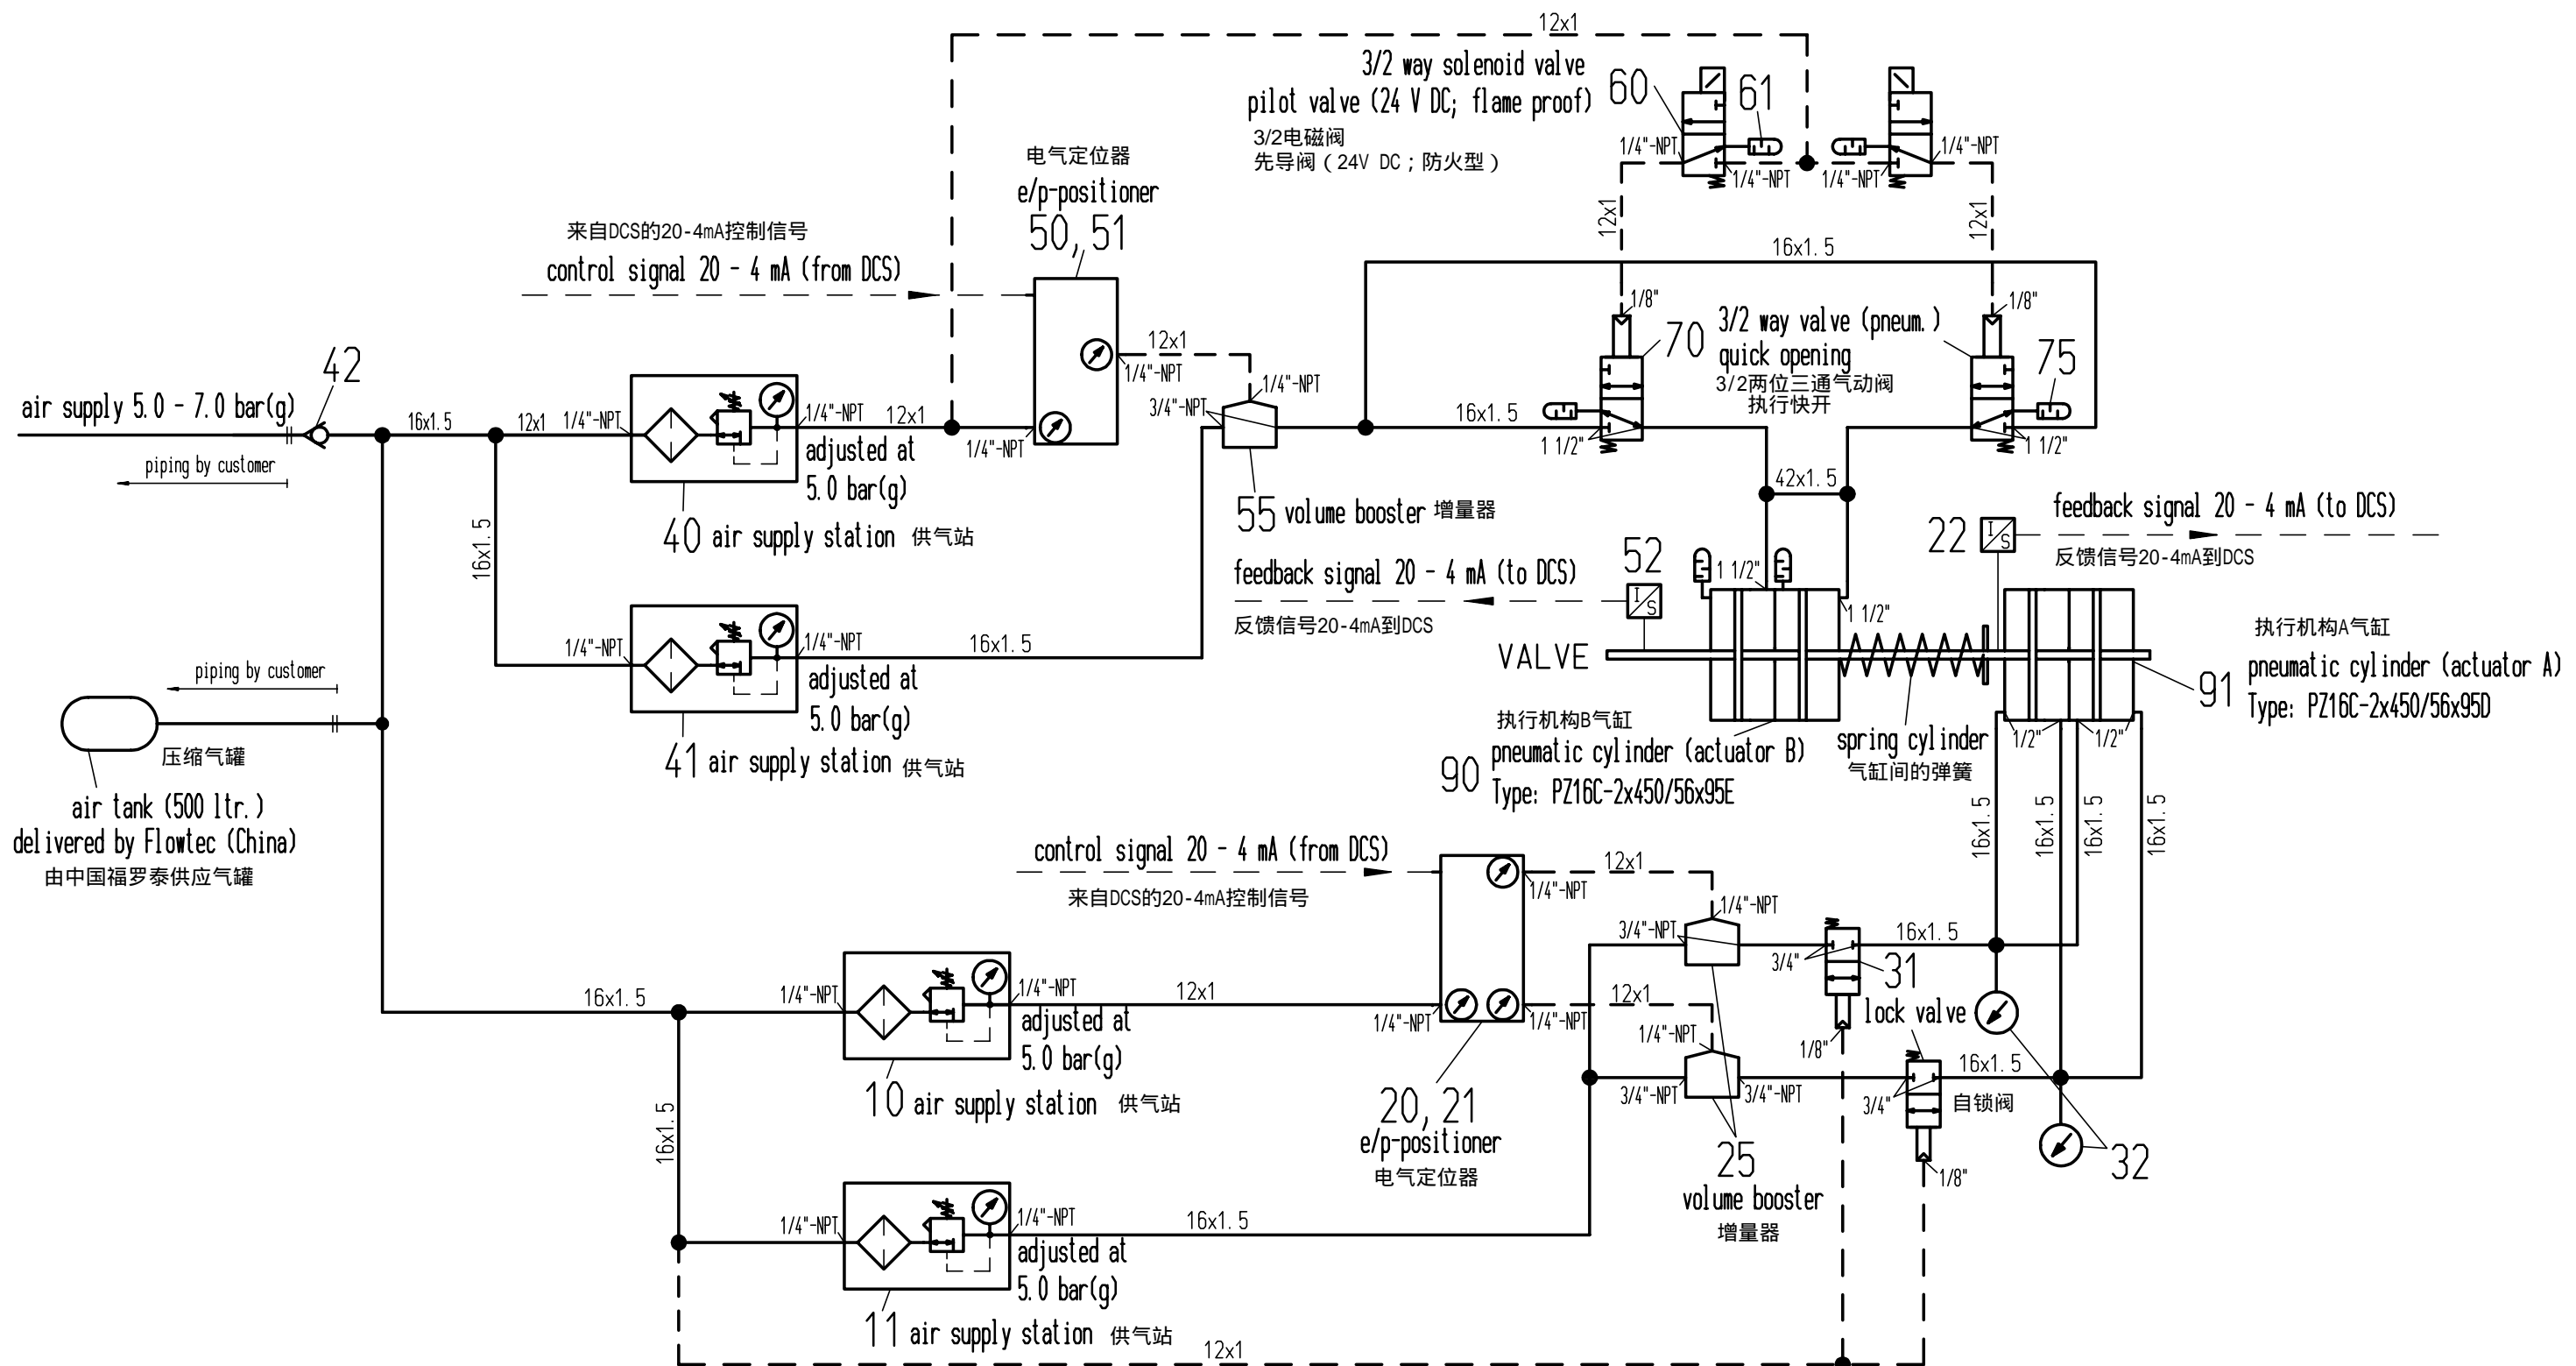 12x1
3/2 way solenoid valve
pilot valve (24 V DC; flame proof)
3/2电磁阀
先导阀（24V DC；防火型）
60
61
1/4"-NPT
1/4"-NPT
1/4"-NPT
1/4"-NPT
12x1
12x1
16x1.5
电气定位器
e/p-positioner
50, 51
来自DCS的20-4mA控制信号
control signal 20 - 4 mA (from DCS)
12x1
1/4"-NPT
1/4"-NPT
3/4"-NPT
1/8"
70
3/2 way valve (pneum.)
quick opening
3/2两位三通气动阀
执行快开
1/8"
75
42
air supply 5.0 - 7.0 bar(g)
piping by customer
16x1.5
12x1
1/4"-NPT
1/4"-NPT
12x1
1/4"-NPT
adjusted at
5.0 bar(g)
40 air supply station 供气站
16x1.5
16x1.5
1 1/2"
1 1/2"
42x1.5
55 volume booster 增量器
feedback signal 20 - 4 mA (to DCS)
反馈信号20-4mA到DCS
52
I
S
1 1/2"
1 1/2"
22
I
S
feedback signal 20 - 4 mA (to DCS)
反馈信号20-4mA到DCS
1/4"-NPT
1/4"-NPT
16x1.5
adjusted at
5.0 bar(g)
41 air supply station 供气站
VALVE
执行机构A气缸
pneumatic cylinder (actuator A)
91
Type: PZ16C-2x450/56x95D
执行机构B气缸
pneumatic cylinder (actuator B)
90
Type: PZ16C-2x450/56x95E
spring cylinder
气缸间的弹簧
1/2"
1/2"
16x1.5
16x1.5
16x1.5
16x1.5
piping by customer
压缩气罐
air tank (500 ltr.)
delivered by Flowtec (China)
由中国福罗泰供应气罐
control signal 20 - 4 mA (from DCS)
来自DCS的20-4mA控制信号
12x1
1/4"-NPT
1/4"-NPT
3/4"-NPT
3/4"
16x1.5
31
lock valve
1/8"
16x1.5
1/4"-NPT
1/4"-NPT
12x1
1/4"-NPT
adjusted at
5.0 bar(g)
10 air supply station 供气站
12x1
1/4"-NPT
1/4"-NPT
3/4"-NPT
3/4"-NPT
3/4"
16x1.5
自锁阀
1/8"
32
20, 21
e/p-positioner
电气定位器
25
volume booster
增量器
16x1.5
1/4"-NPT
1/4"-NPT
16x1.5
adjusted at
5.0 bar(g)
11 air supply station 供气站
12x1